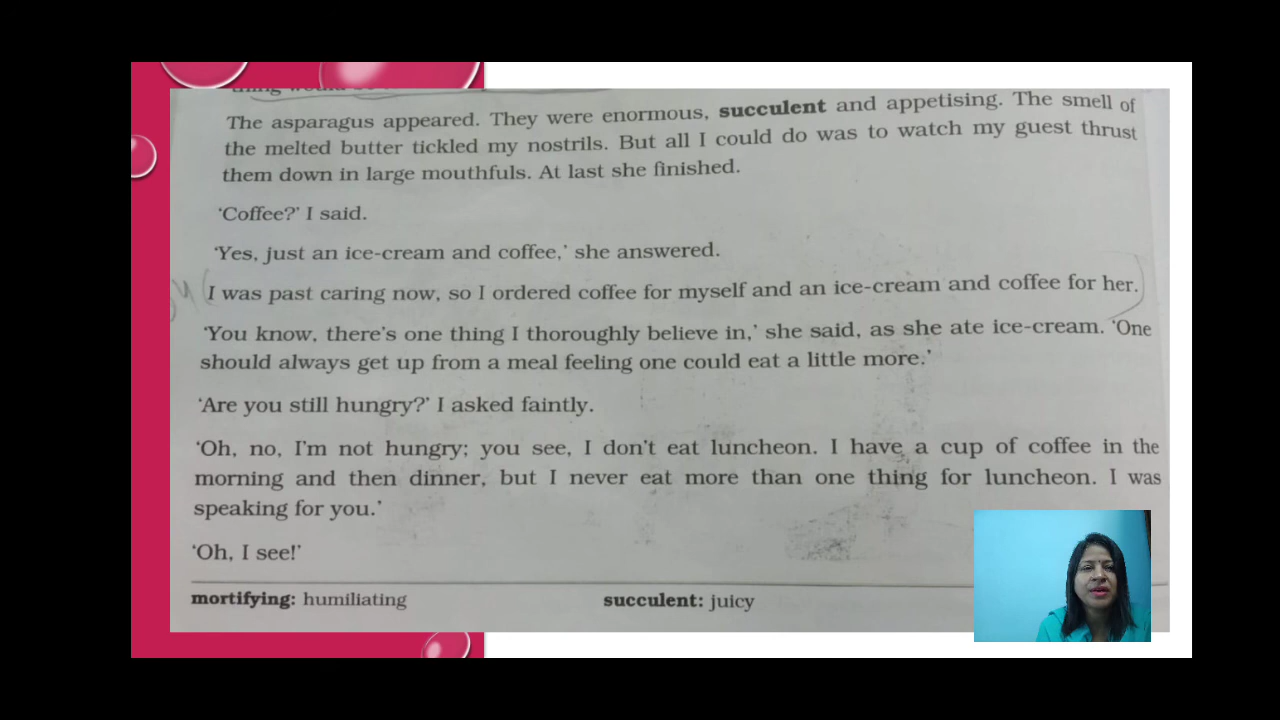 The asparagus appeared. They were enormous, succulent and appetising. The smell of
the melted butter tickled my nostrils. But all I could do was to watch my guest thrust
them down in large mouthfuls. At last she finished.
‘Coffee?’ I said.
‘Yes, just an ice-cream and coffee,’ she answered.
I was past caring now, so I ordered coffee for myself and an ice-cream and coffee for her.
‘You know, there’s one thing I thoroughly believe in,’ she said, as she ate ice-cream. ‘One
should always get up from a meal feeling one could eat a little more.’
‘Are you still hungry?’ I asked faintly.
‘Oh, no, I’m not hungry; you see, I don’t eat luncheon. I have a cup of coffee in the
morning and then dinner, but I never eat more than one thing for luncheon. I was
speaking for you.’
‘Oh, I see!’
mortifying: humiliating succulent: juicy